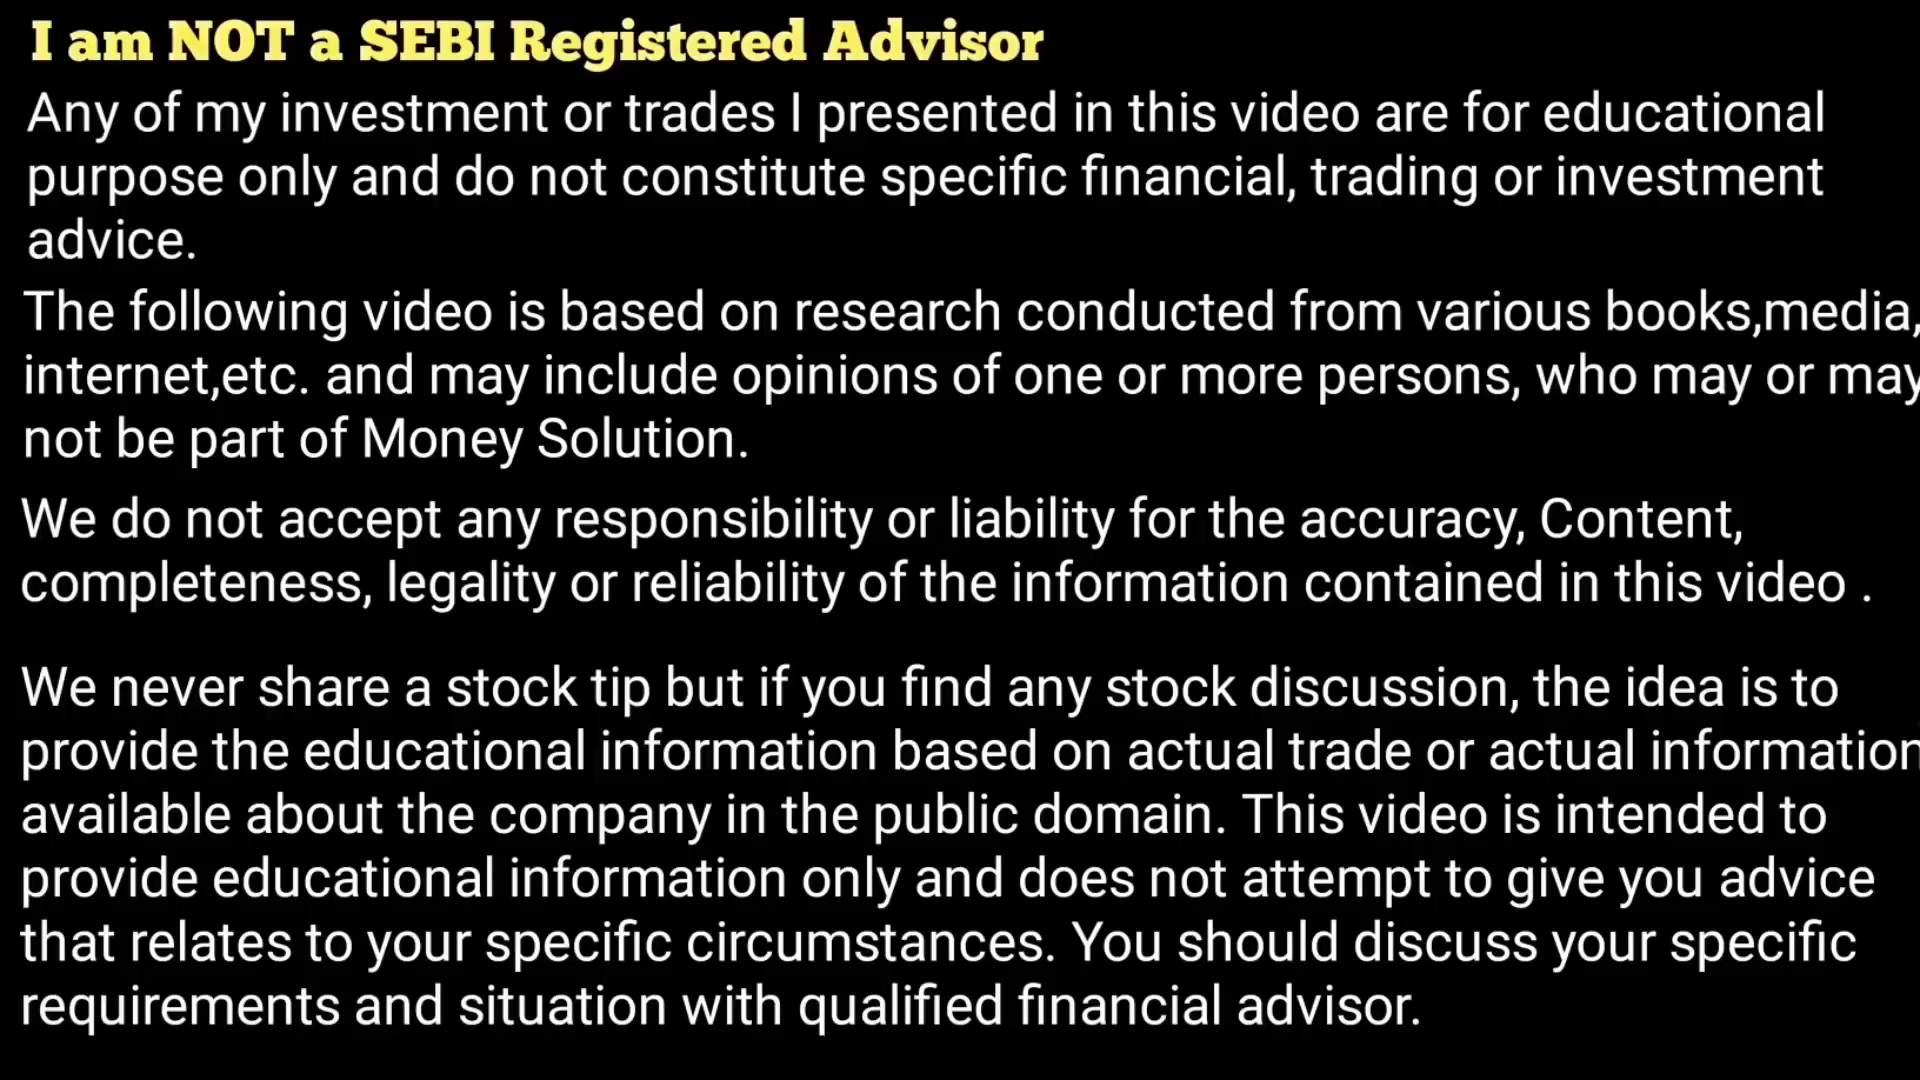 I am NOT a SEBI Registered Advisor
Any of my investment or trades I presented in this video are for educational
purpose only and do not constitute specific financial, trading or investment
advice.
The following video is based on research conducted from various books,media,
internet,etc. and may include opinions of one or more persons, who may or may
not be part of Money Solution.
We do not accept any responsibility or liability for the accuracy, Content,
completeness, legality or reliability of the information contained in this video .
We never share a stock tip but if you find any stock discussion, the idea is to
provide the educational information based on actual trade or actual information
available about the company in the public domain. This video is intended to
provide educational information only and does not attempt to give you advice
that relates to your specific circumstances. You should discuss your specific
requirements and situation with qualified financial advisor.